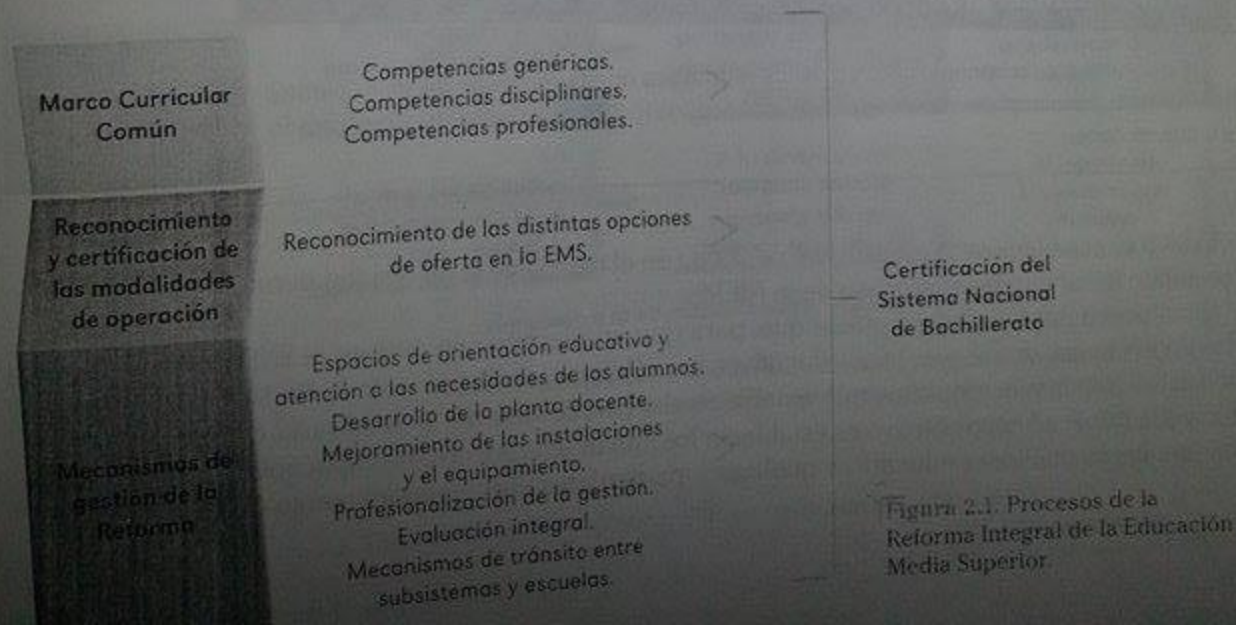 Marco Curricular
Común
Competencias genéricas.
Competencias disciplinares.
Competencias profesionales.
Reconocimiento
y certificación de
las modalidades
de operación
Reconocimiento de las distintas opciones
de oferta en la EMS.
Mecanismos de
gestión de la
Reforma
Espacios de orientación educativa y
atención a las necesidades de los alumnos.
Desarrollo de la planta docente.
Mejoramiento de las instalaciones
y el equipamiento.
Profesionalización de la gestión.
Evaluación integral.
Mecanismos de tránsito entre
subsistemas y escuelas.
Certificación del
Sistema Nacional
de Bachillerato
Figura 2.1. Procesos de la
Reforma Integral de la Educación
Media Superior.